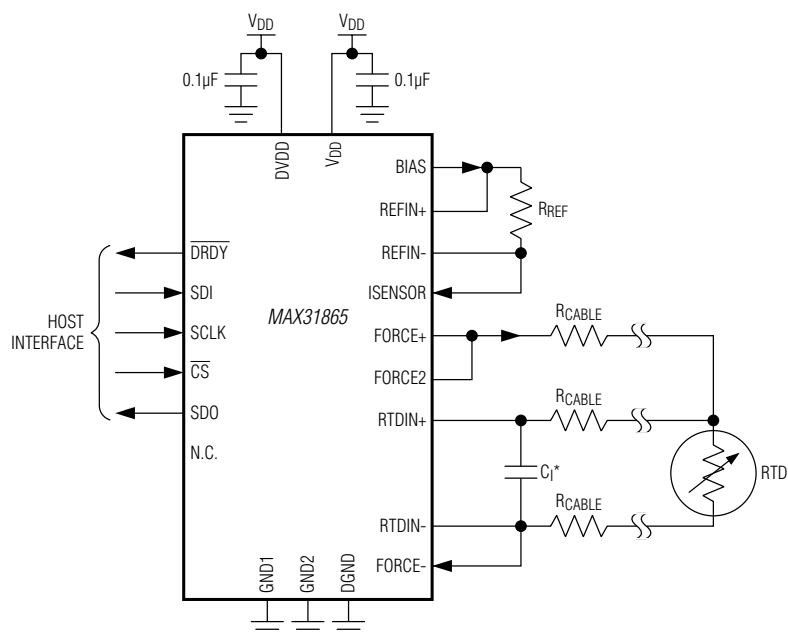 VDD
VDD
0.1µF
0.1µF
DVDD
VDD
BIAS
REFIN+
RREF
REFIN-
ISENSOR
DRDY
SDI
SCLK
CS
SDO
N.C.
HOST
INTERFACE
MAX31865
FORCE+
RCABLE
FORCE2
RTDIN+
RCABLE
CI*
RTD
RTDIN-
RCABLE
FORCE-
GND1
GND2
DGND